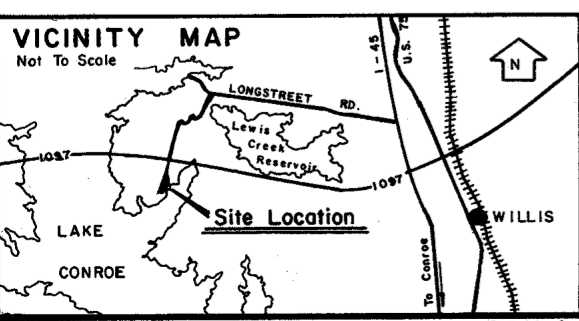 VICINITY MAP
Not To Scale
I-45
U.S. 75
N
LONGSTREET RD.
Lewis
Creek
Reservoir
1097
1097
Site Location
WILLIS
LAKE
CONROE
To Conroe